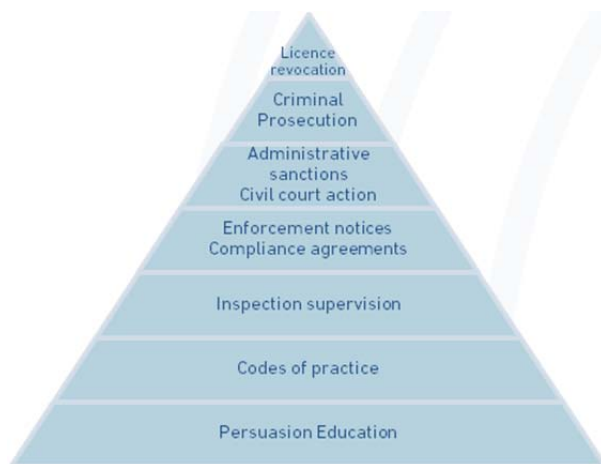 Licence
revocation
Criminal
Prosecution
Administrative
sanctions
Civil court action
Enforcement notices
Compliance agreements
Inspection supervision
Codes of practice
Persuasion Education